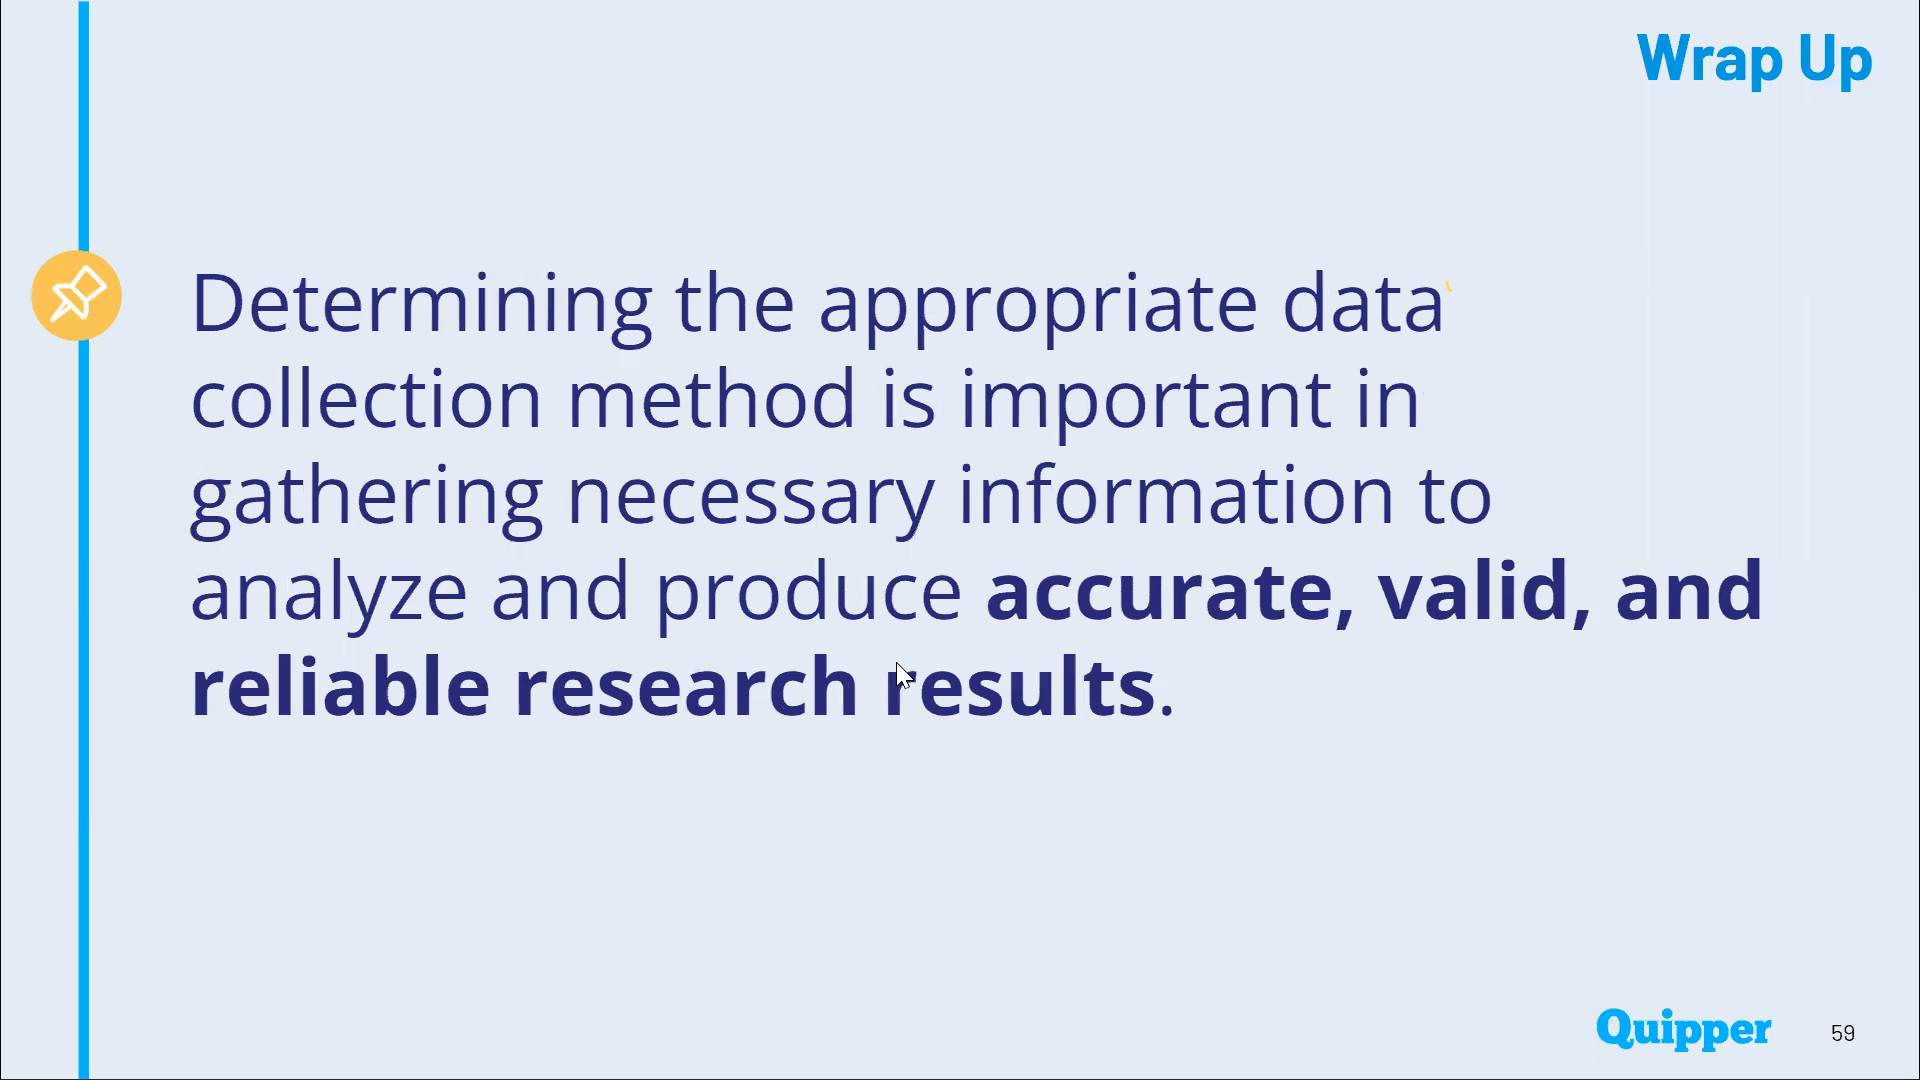 Wrap Up
Determining the appropriate data
collection method is important in
gathering necessary information to
analyze and produce accurate, valid, and
reliable research results.
Quipper
59